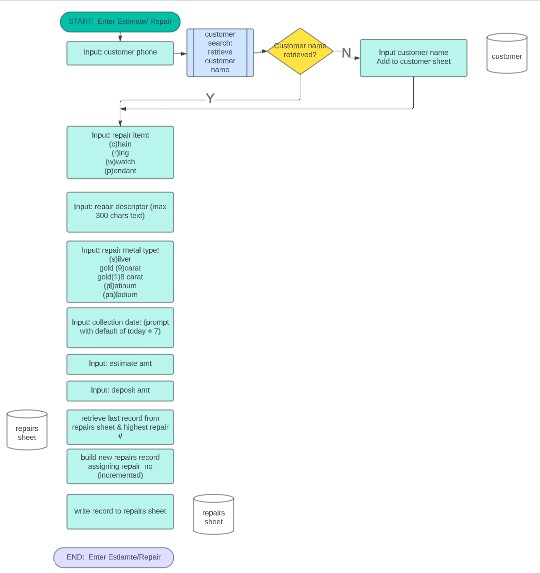 START: Enter Estimate/ Repair
Input: customer phone
customer
search:
retrieve
customer
name
Customer name
retrieved?
N
Input customer name
Add to customer sheet
customer
Y
Input: repair item:
(c)hain
(r)ing
(w)watch
(p)endant
Input: repair descriptor (max
300 chars text)
Input: repair metal type:
(s)ilver
gold (9)carat
gold(1)8 carat
(pl)atinum
(pa)ladium
Input: collection date: (prompt
with default of today + 7)
Input: estimate amt
Input: deposit amt
retrieve last record from
repairs sheet & highest repair
#
repairs
sheet
build new repairs record
assigning repair no
(incremented)
write record to repairs sheet
repairs
sheet
END: Enter Estiamte/Repair